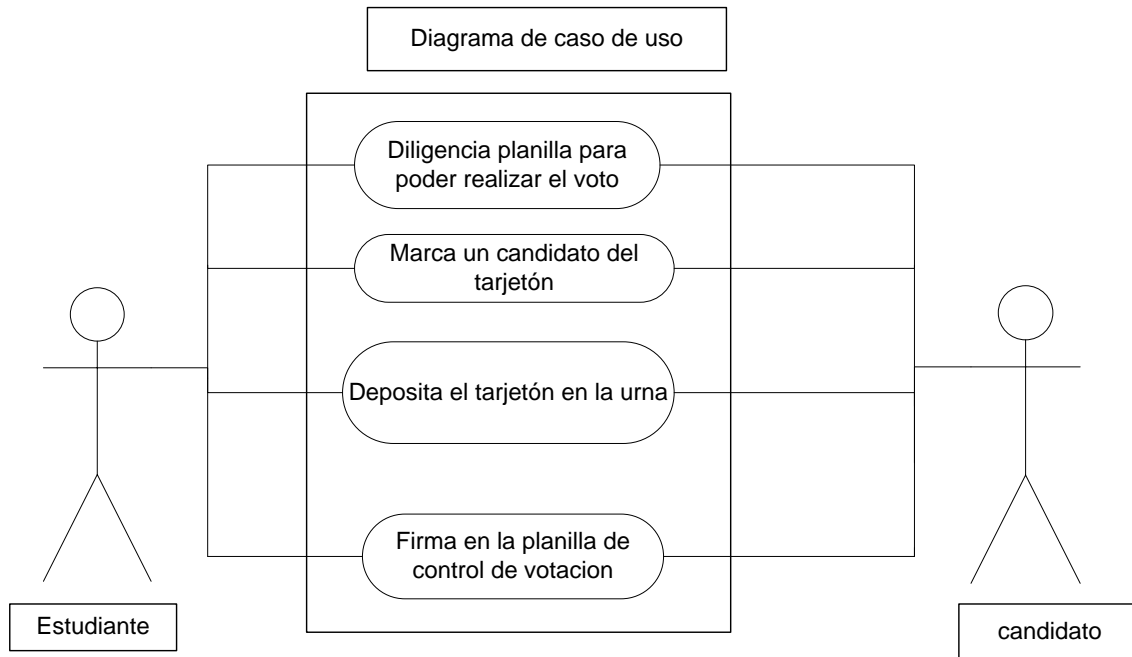 Diagrama de caso de uso
Diligencia planilla para
poder realizar el voto
Marca un candidato del
tarjetón
Deposita el tarjetón en la urna
Firma en la planilla de
control de votacion
Estudiante
candidato